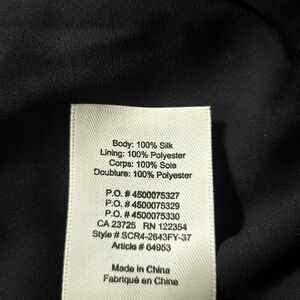 Body: 100% Silk
Lining: 100% Polyester
Corps: 100% Soie
Doublure: 100% Polyester
P.O. # 4500075327
P.O. # 4500075329
P.O. # 4500075330
CA 23725 RN 122354
Style # SCR4-2643FY-37
Article # 64953
Made in China
Fabriqué en China